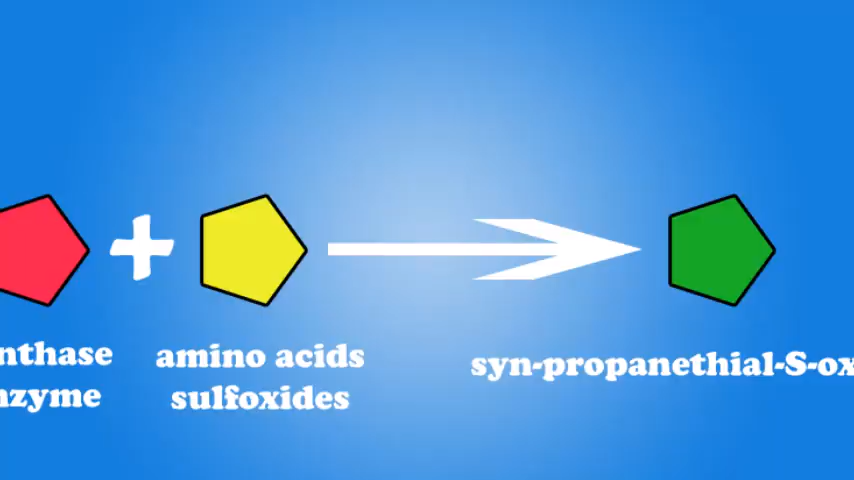 nthase
nzyme
amino acids
sulfoxides
syn-propanethial-S-ox